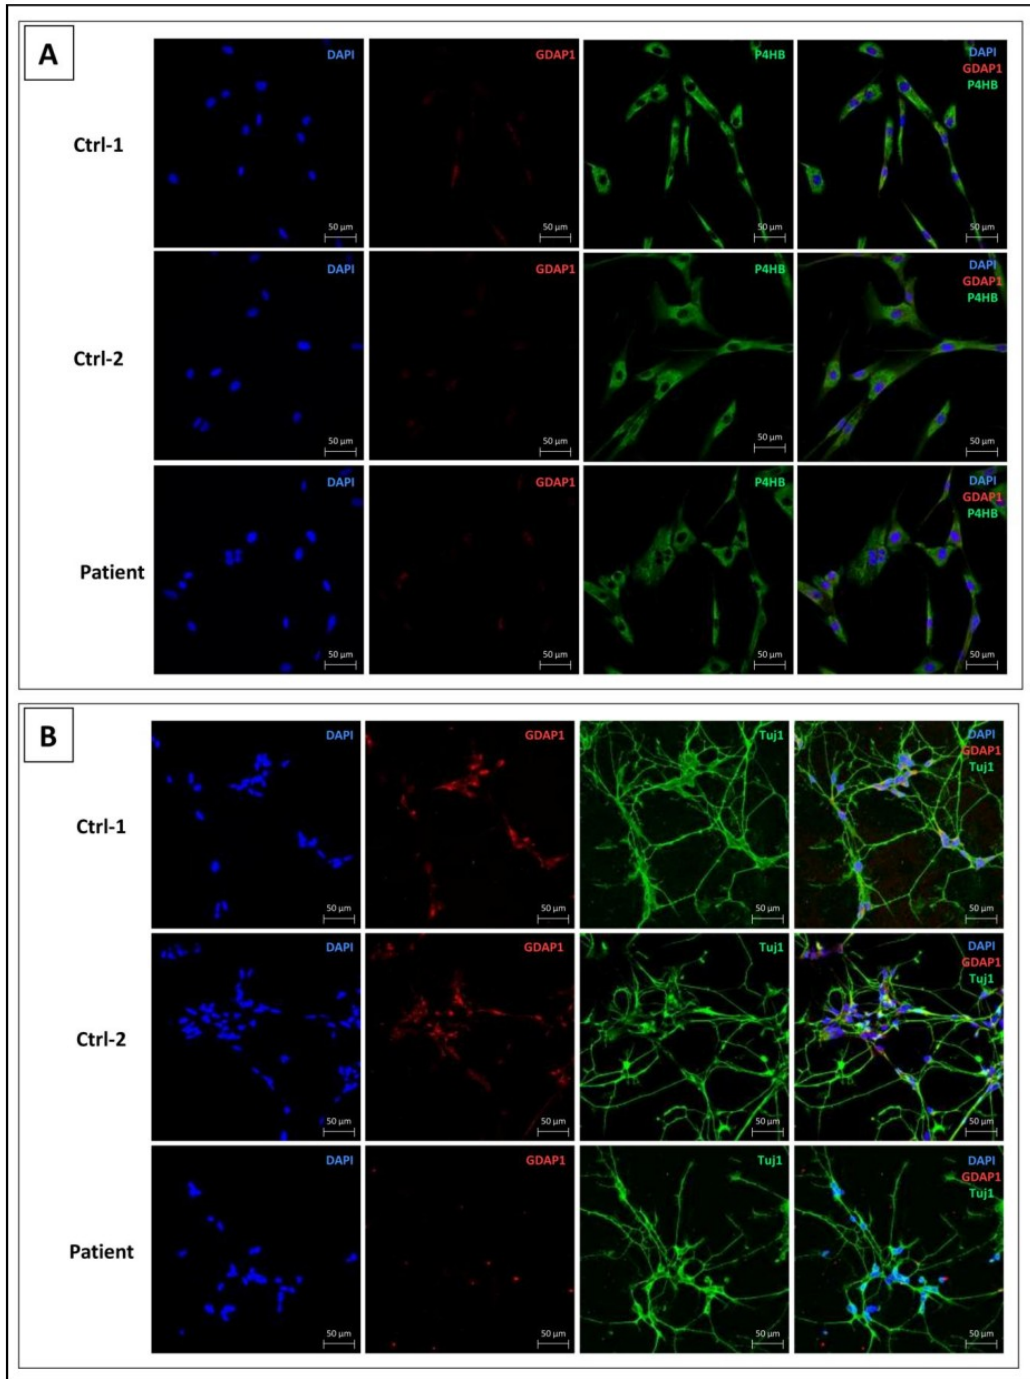 A
DAPI
GDAP1
P4HB
DAPI
GDAP1
P4HB
Ctrl-1
50 µm
50 µm
50 µm
50 µm
DAPI
GDAP1
P4HB
DAPI
GDAP1
P4HB
Ctrl-2
50 µm
50 µm
50 µm
50 µm
DAPI
GDAP1
P4HB
DAPI
GDAP1
P4HB
Patient
50 µm
50 µm
50 µm
50 µm
B
DAPI
GDAP1
Tuj1
DAPI
GDAP1
Tuj1
Ctrl-1
50 µm
50 µm
50 µm
50 µm
DAPI
GDAP1
Tuj1
DAPI
GDAP1
Tuj1
Ctrl-2
50 µm
50 µm
50 µm
50 µm
DAPI
GDAP1
Tuj1
DAPI
GDAP1
Tuj1
Patient
50 µm
50 µm
50 µm
50 µm